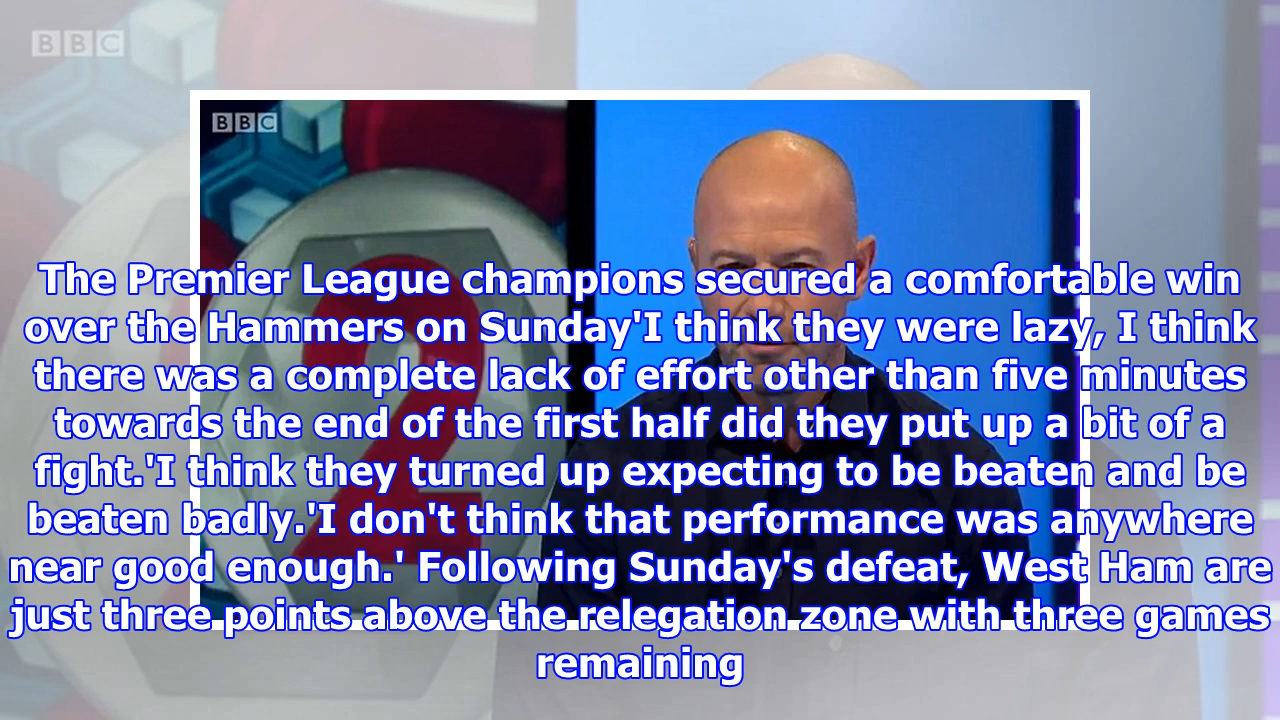 BBC
BBC
2
The Premier League champions secured a comfortable win
over the Hammers on Sunday'I think they were lazy, I think
there was a complete lack of effort other than five minutes
towards the end of the first half did they put up a bit of a
fight.'I think they turned up expecting to be beaten and be
beaten badly.'I don't think that performance was anywhere
near good enough.' Following Sunday's defeat, West Ham are
just three points above the relegation zone with three games
remaining